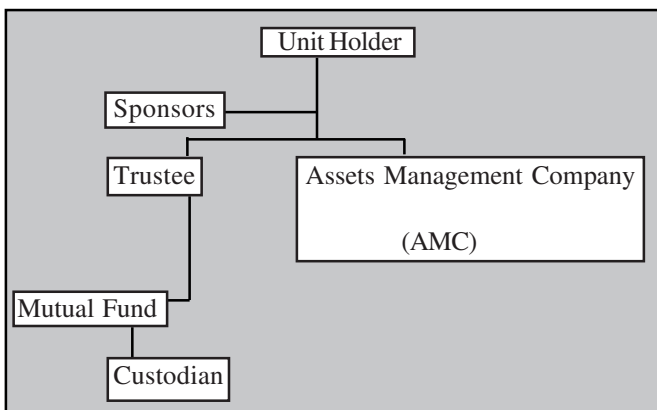 Unit Holder
Sponsors
Trustee
Assets Management Company
(AMC)
Mutual Fund
Custodian